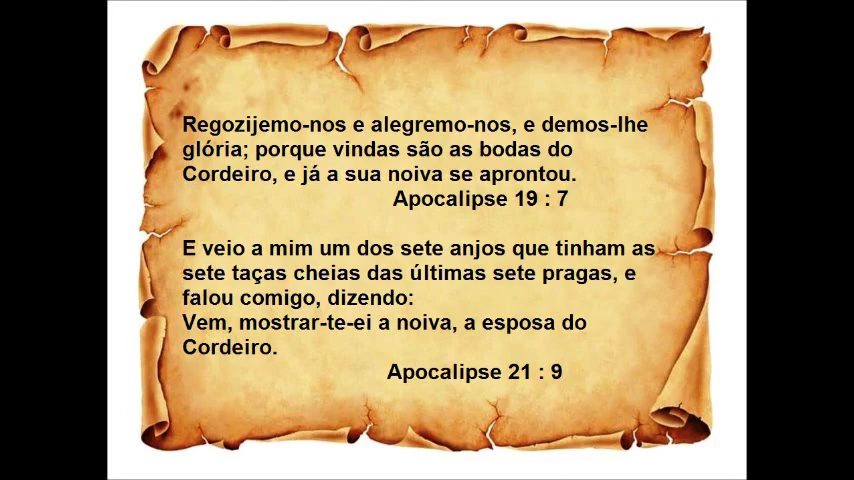 Regozijemo-nos e alegremo-nos, e demos-lhe
glória; porque vindas são as bodas do
Cordeiro, e já a sua noiva se aprontou.
Apocalipse 19 : 7
E veio a mim um dos sete anjos que tinham as
sete taças cheias das últimas sete pragas, e
falou comigo, dizendo:
Vem, mostrar-te-ei a noiva, a esposa do
Cordeiro.
Apocalipse 21 : 9